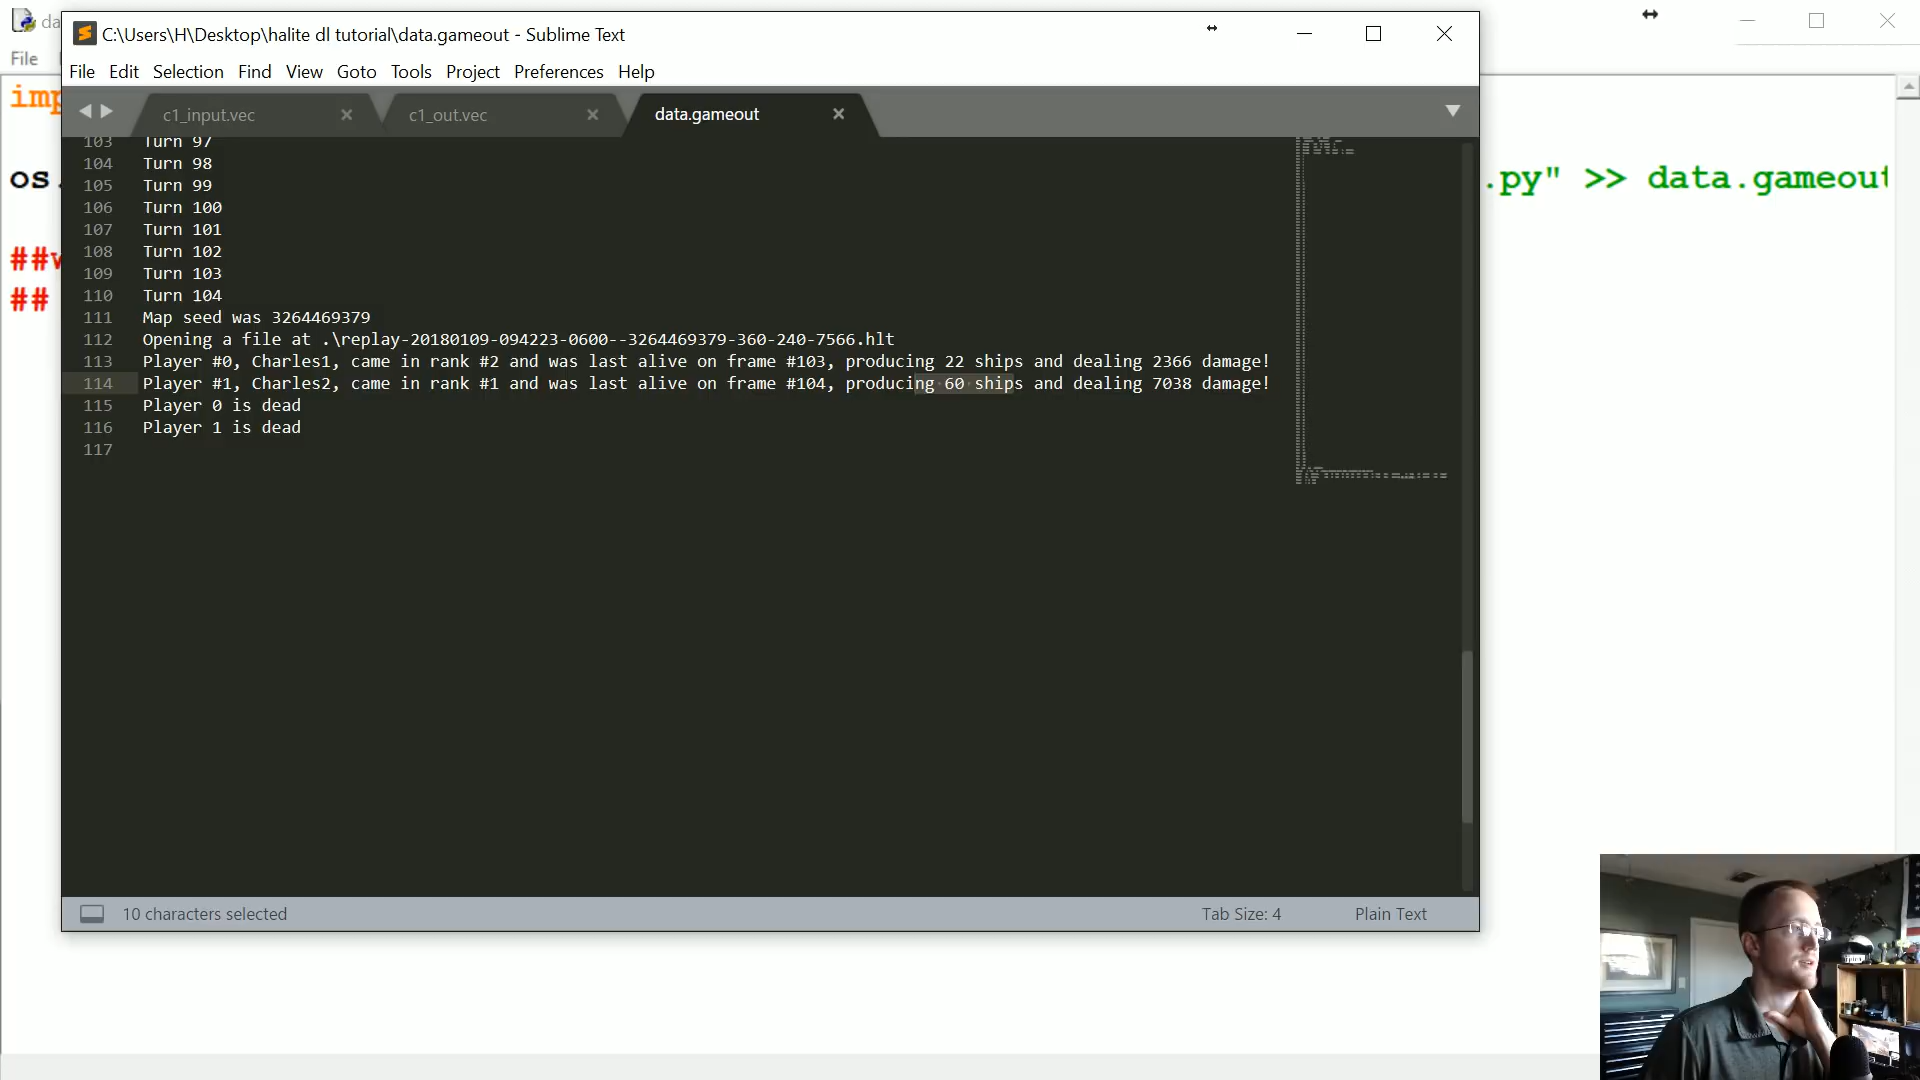 da
C:\Users\H\Desktop\halite dl tutorial\data.gameout - Sublime Text
File
File Edit Selection Find View Goto Tools Project Preferences Help
imp
c1_input.vec
c1_out.vec
data.gameout
103 Turn 97
104 Turn 98
os. .py" >> data.gameout
105 Turn 99
106 Turn 100
107 Turn 101
108 Turn 102
##
109 Turn 103
110 Turn 104
##
111 Map seed was 3264469379
112 Opening a file at .\replay-20180109-094223-0600--3264469379-360-240-7566.hlt
113 Player #0, Charles1, came in rank #2 and was last alive on frame #103, producing 22 ships and dealing 2366 damage!
114 Player #1, Charles2, came in rank #1 and was last alive on frame #104, producing 60 ships and dealing 7038 damage!
115 Player 0 is dead
116 Player 1 is dead
117
10 characters selected
Tab Size: 4
Plain Text